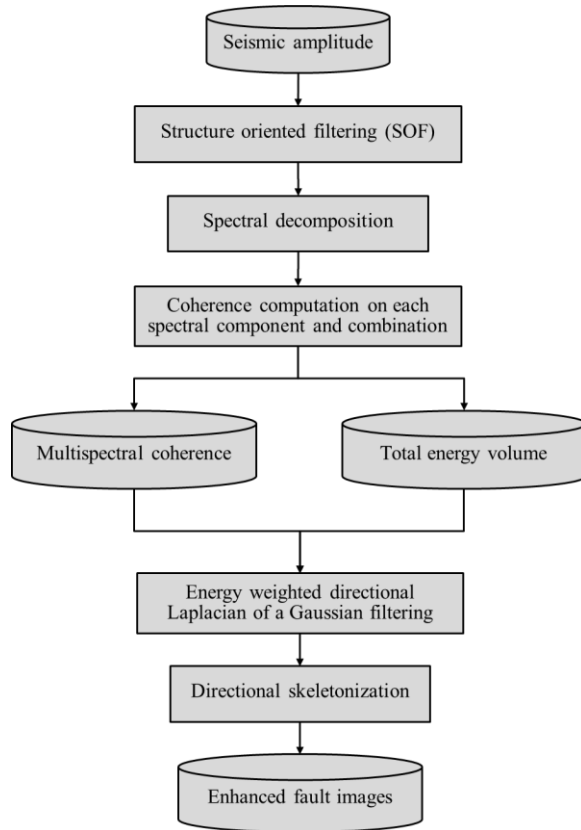 Seismic amplitude
Structure oriented filtering (SOF)
Spectral decomposition
Coherence computation on each
spectral component and combination
Multispectral coherence
Total energy volume
Energy weighted directional
Laplacian of a Gaussian filtering
Directional skeletonization
Enhanced fault images